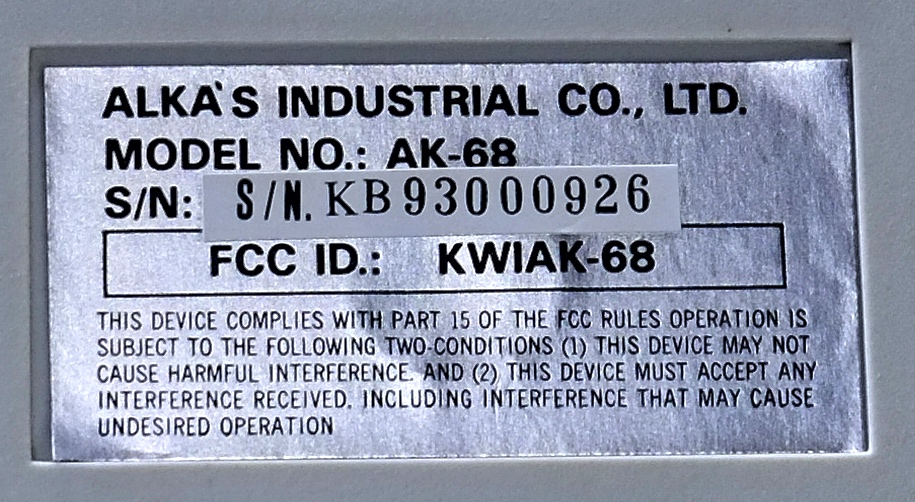 ALKA'S INDUSTRIAL CO., LTD.
MODEL NO.: AK-68
S/N: S/N. KB93000926
FCC ID.: KWIAK-68
THIS DEVICE COMPLIES WITH PART 15 OF THE FCC RULES OPERATION IS
SUBJECT TO THE FOLLOWING TWO-CONDITIONS (1) THIS DEVICE MAY NOT
CAUSE HARMFUL INTERFERENCE. AND (2) THIS DEVICE MUST ACCEPT ANY
INTERFERENCE RECEIVED. INCLUDING INTERFERENCE THAT MAY CAUSE
UNDESIRED OPERATION